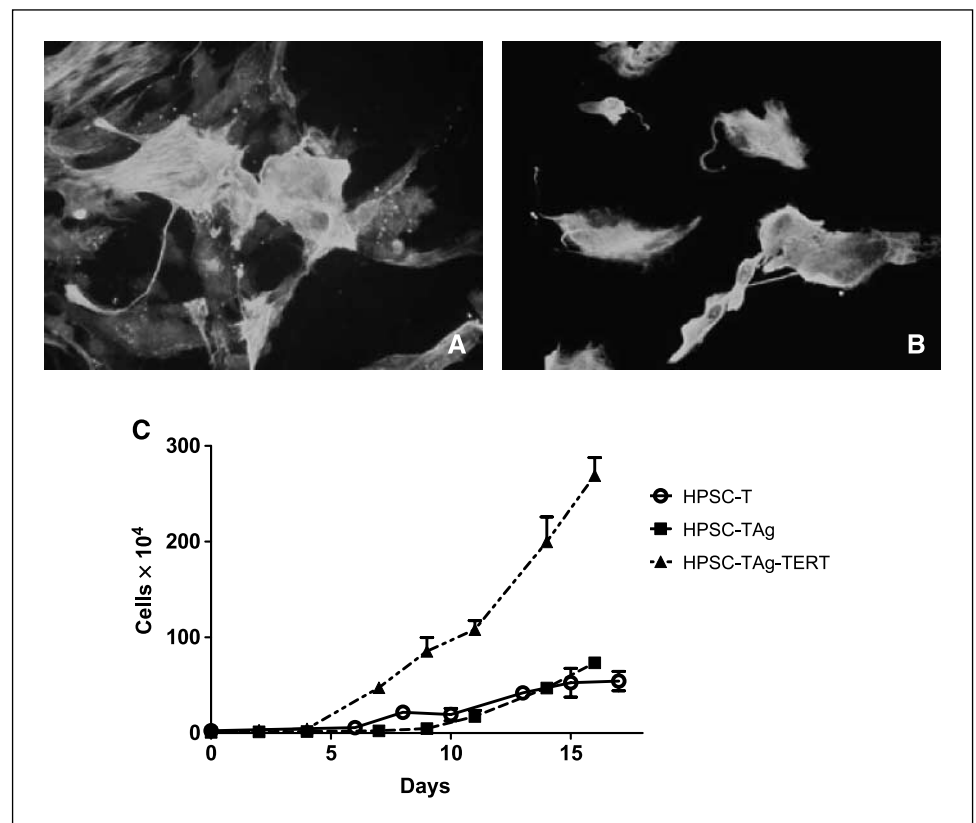 A
B
C
300
200
100
0
Cells × 10⁴
0 5 10 15
Days
HPSC-T
HPSC-TAg
HPSC-TAg-TERT